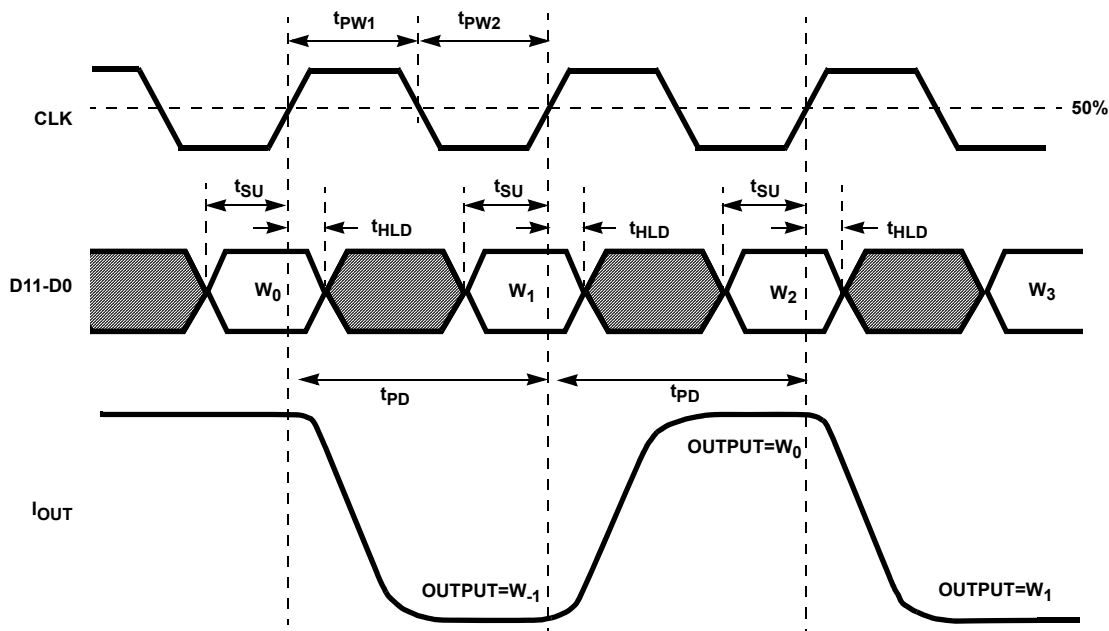 tPW1 tPW2
CLK 50%
tSU tSU tSU
tHLD tHLD tHLD
D11-D0 W0 W1 W2 W3
tPD tPD
OUTPUT=W0
IOUT
OUTPUT=W-1 OUTPUT=W1